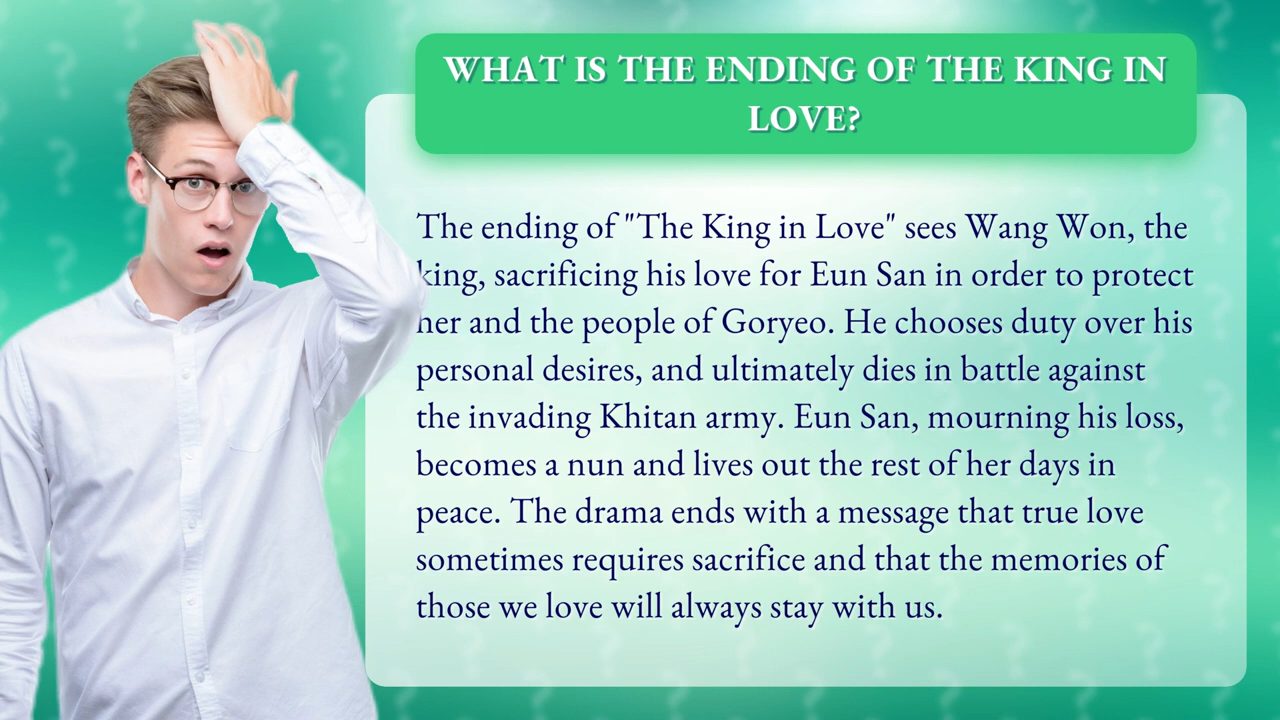 WHAT IS THE ENDING OF THE KING IN
LOVE?
The ending of "The King in Love" sees Wang Won, the
king, sacrificing his love for Eun San in order to protect
her and the people of Goryeo. He chooses duty over his
personal desires, and ultimately dies in battle against
the invading Khitan army. Eun San, mourning his loss,
becomes a nun and lives out the rest of her days in
peace. The drama ends with a message that true love
sometimes requires sacrifice and that the memories of
those we love will always stay with us.